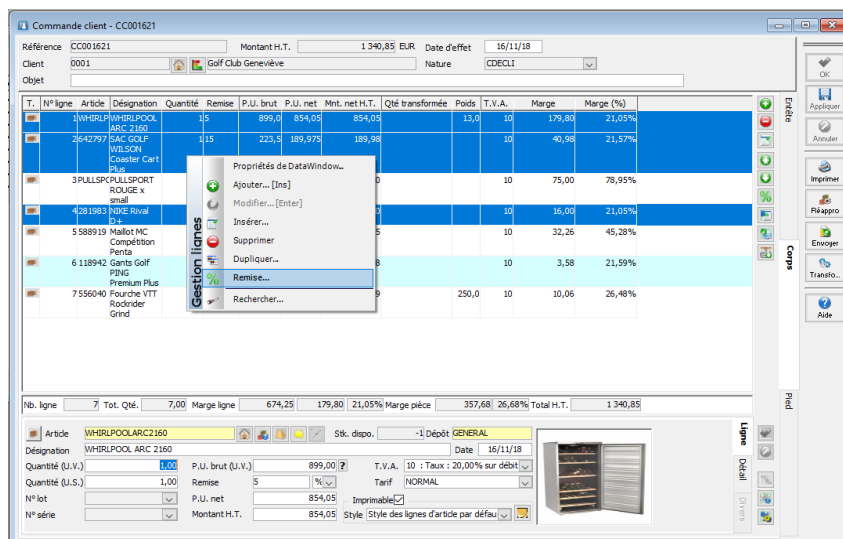 Commande client - CC001621
Référence CC001621 Montant H.T. 1 340,85 EUR Date d'effet 16/11/18
Client 0001 Golf Club Geneviève Nature CDECLI
Objet
OK
Appliquer
Annuler
Imprimer
Réappro
Envoyer
Transfo...
Aide
Entête
Corps
Pied
T. N° ligne Article Désignation Quantité Remise P.U. brut P.U. net Mnt. net H.T. Qté transformée Poids T.V.A. Marge Marge (%)
1 WHIRLP WHIRLPOOL 1 5 899,0 854,05 854,05 13,0 10 179,80 21,05%
ARC 2160
2 642797 SAC GOLF 1 15 223,5 189,975 189,98 10 40,98 21,57%
WILSON
Coaster Cart
Plus
3 PULLSPC PULLSPORT 0 10 75,00 78,95%
ROUGE x
small
4 281983 NIKE Rival 10 16,00 21,05%
D+
5 588919 Maillot MC 5 10 32,26 45,28%
Compétition
Penta
6 118942 Gants Golf 8 10 3,58 21,59%
PING
Premium Plus
7 556040 Fourche VTT 9 250,0 10 10,06 26,48%
Rockrider
Grind
Gestion lignes
Propriétés de DataWindow...
Ajouter... [Ins]
Modifier... [Enter]
Insérer...
Supprimer
Dupliquer...
Remise...
Rechercher...
Nb. ligne 7 Tot. Qté. 7,00 Marge ligne 674,25 179,80 21,05% Marge pièce 357,68 26,68% Total H.T. 1 340,85
Article WHIRLPOOLARC2160 Stk. dispo. -1 Dépôt GENERAL
Désignation WHIRLPOOL ARC 2160 Date 16/11/18
Quantité (U.V.) 1,00 P.U. brut (U.V.) 899,00 ? T.V.A. 10 : Taux : 20,00% sur débit
Quantité (U.S.) 1,00 Remise 5 % Tarif NORMAL
N° lot P.U. net 854,05 Imprimable
N° série Montant H.T. 854,05 Style Style des lignes d'article par défau
Ligne
Détail
Divers